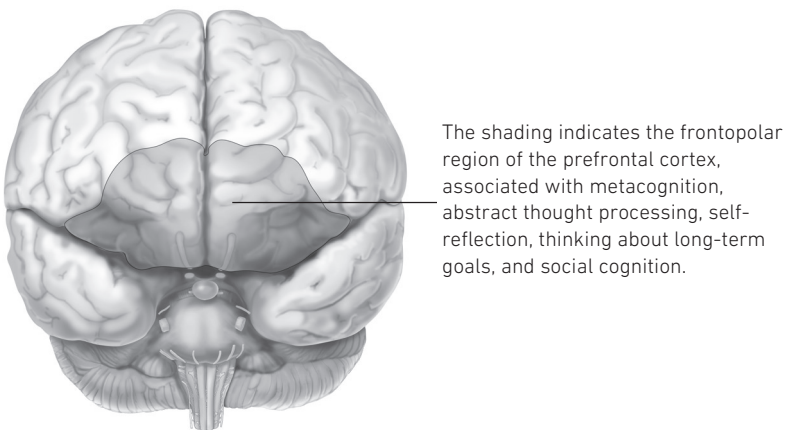 The shading indicates the frontopolar
region of the prefrontal cortex,
associated with metacognition,
abstract thought processing, self-
reflection, thinking about long-term
goals, and social cognition.